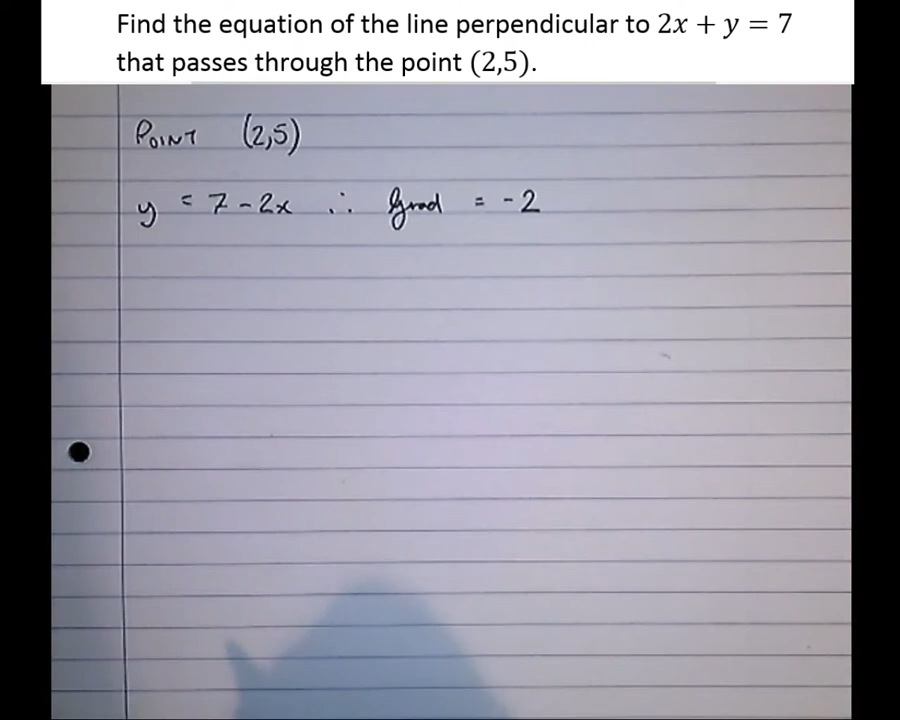 Find the equation of the line perpendicular to 2x + y = 7
that passes through the point (2,5).
POINT (2,5)
y = 7 - 2x ∴ Grad = -2